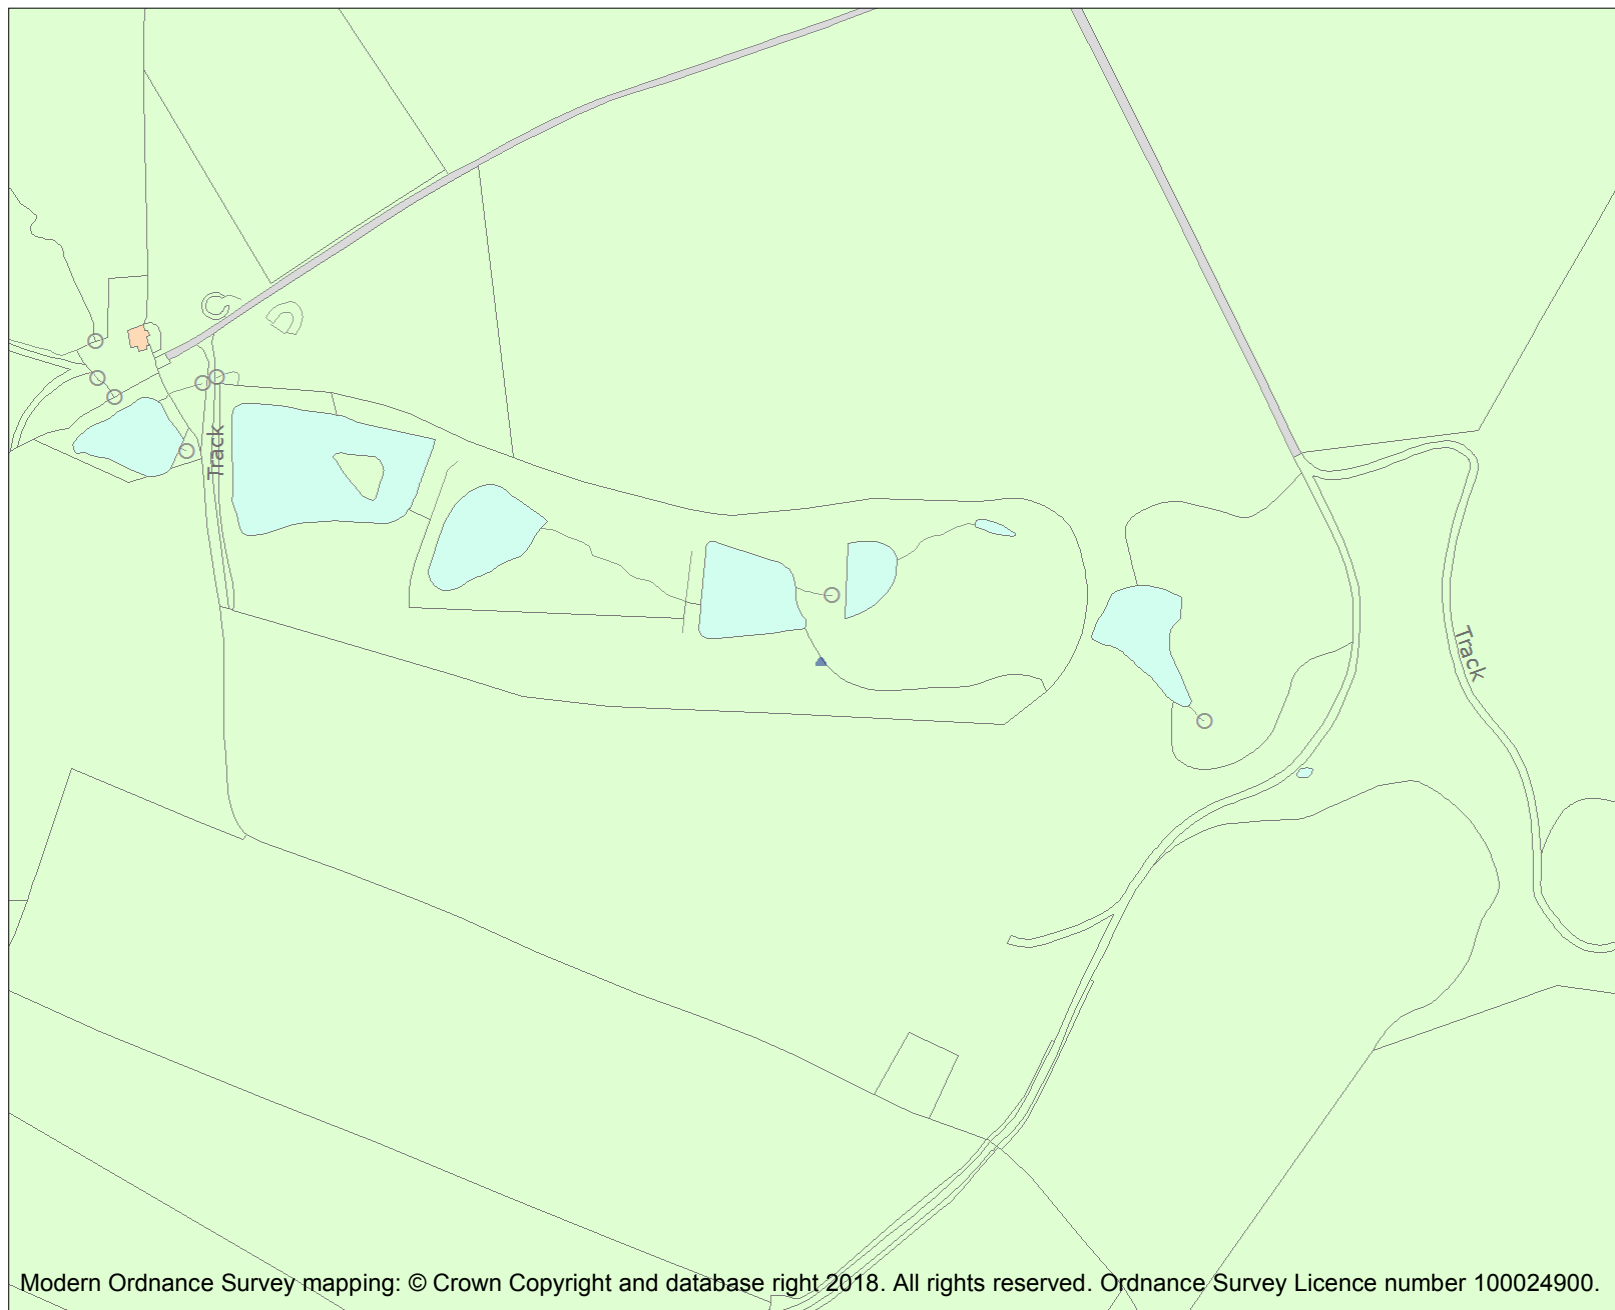 Track
Track
Modern Ordnance Survey mapping: © Crown Copyright and database right 2018. All rights reserved. Ordnance Survey Licence number 100024900.